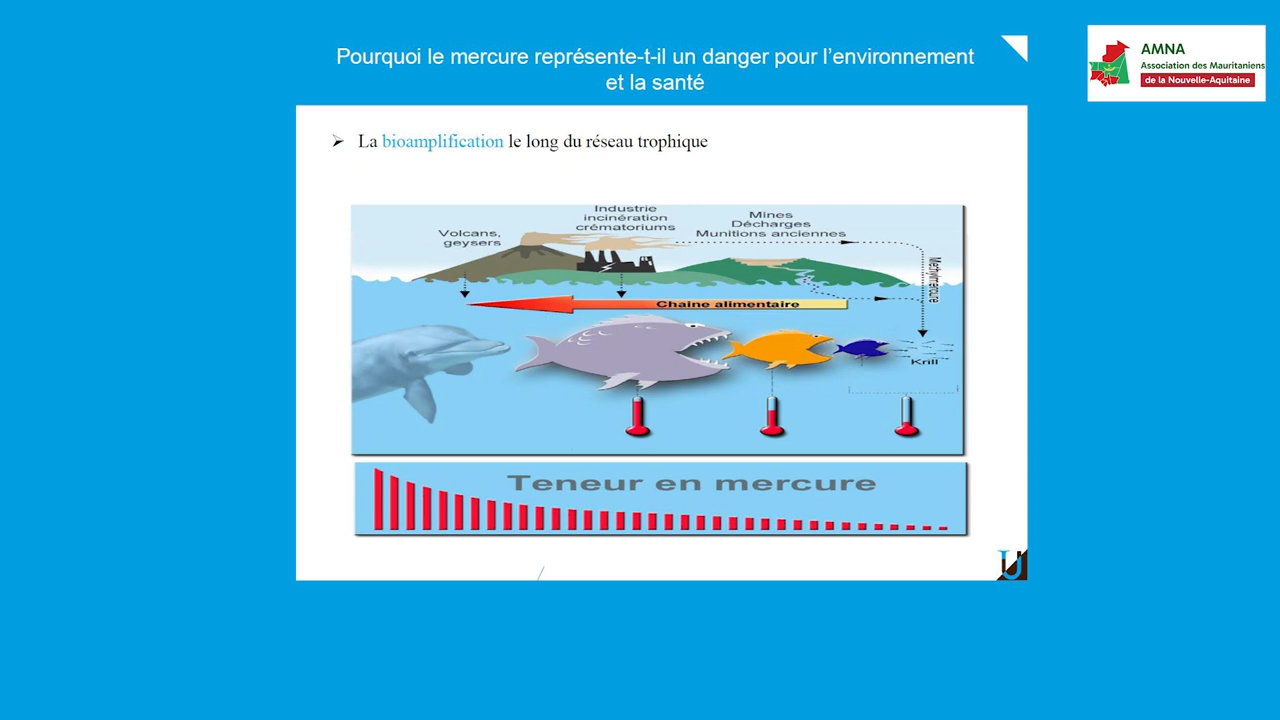 Pourquoi le mercure représente-t-il un danger pour l’environnement
et la santé
AMNA
Association des Mauritaniens
de la Nouvelle-Aquitaine
➢ La bioamplification le long du réseau trophique
Industrie
incinération
crématoriums
Volcans,
geysers
Mines
Décharges
Munitions anciennes
Methylmercure
Chaine alimentaire
Krill
Teneur en mercure
U